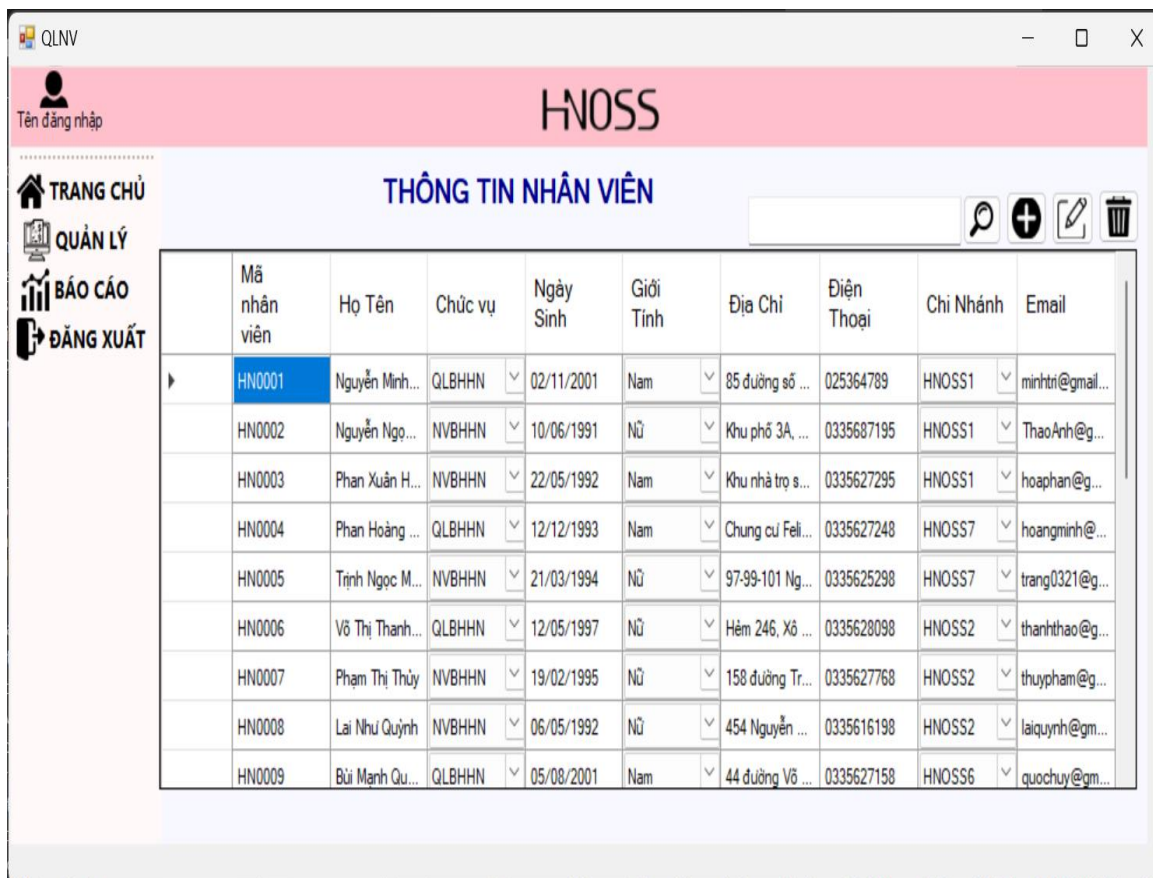 QLNV
Tên đăng nhập
HNOSS
TRANG CHỦ
QUẢN LÝ
BÁO CÁO
ĐĂNG XUẤT
THÔNG TIN NHÂN VIÊN
Mã nhân viên Họ Tên Chức vụ Ngày Sinh Giới Tính Địa Chỉ Điện Thoại Chi Nhánh Email
HN0001 Nguyễn Minh... QLBHHN 02/11/2001 Nam 85 đường số ... 025364789 HNOSS1 minhtri@gmail...
HN0002 Nguyễn Ngọ... NVBHHN 10/06/1991 Nữ Khu phố 3A, ... 0335687195 HNOSS1 ThaoAnh@g...
HN0003 Phan Xuân H... NVBHHN 22/05/1992 Nam Khu nhà trọ s... 0335627295 HNOSS1 hoaphan@g...
HN0004 Phan Hoàng ... QLBHHN 12/12/1993 Nam Chung cư Feli... 0335627248 HNOSS7 hoangminh@...
HN0005 Trịnh Ngọc M... NVBHHN 21/03/1994 Nữ 97-99-101 Ng... 0335625298 HNOSS7 trang0321@g...
HN0006 Võ Thị Thanh... QLBHHN 12/05/1997 Nữ Hẻm 246, Xô ... 0335628098 HNOSS2 thanhthao@g...
HN0007 Phạm Thị Thủy NVBHHN 19/02/1995 Nữ 158 đường Tr... 0335627768 HNOSS2 thuypham@g...
HN0008 Lai Như Quỳnh NVBHHN 06/05/1992 Nữ 454 Nguyễn ... 0335616198 HNOSS2 laiquynh@gm...
HN0009 Bùi Mạnh Qu... QLBHHN 05/08/2001 Nam 44 đường Võ ... 0335627158 HNOSS6 quochuy@gm...